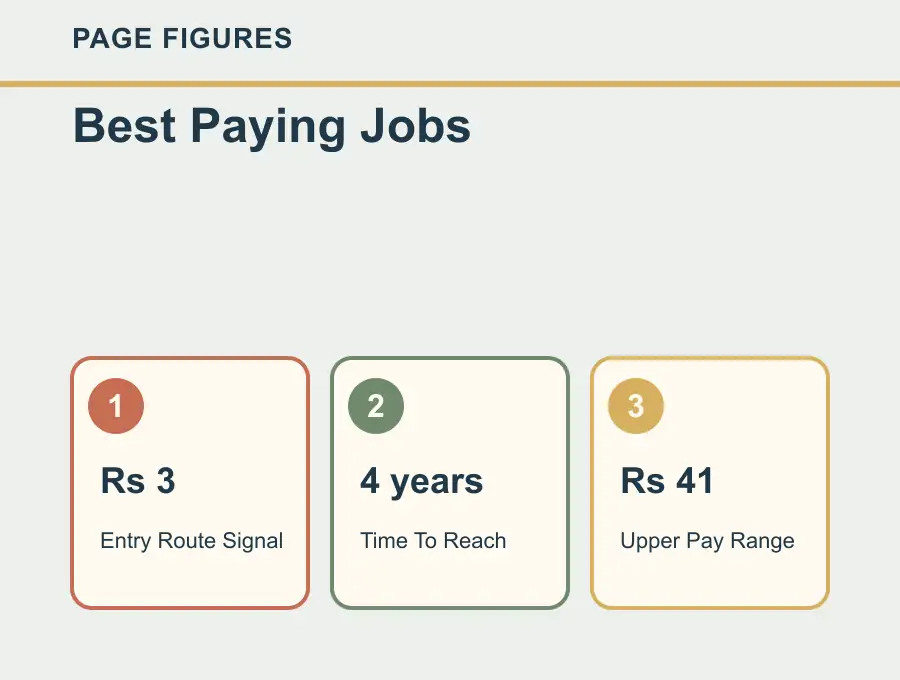 PAGE FIGURES
Best Paying Jobs
1
Rs 3
Entry Route Signal
2
4 years
Time To Reach
3
Rs 41
Upper Pay Range